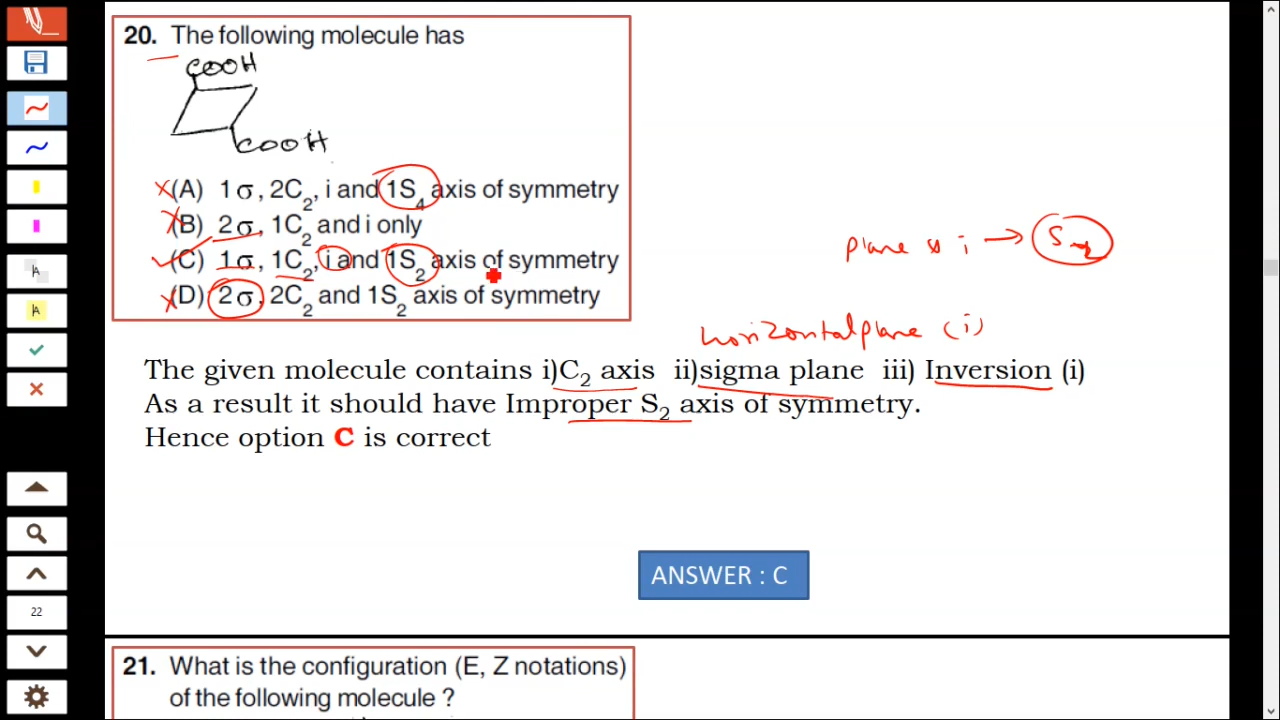 20. The following molecule has
COOH
COOH
(A) 1σ, 2C₂, i and 1S₄ axis of symmetry
(B) 2σ, 1C₂ and i only
(C) 1σ, 1C₂, i and 1S₂ axis of symmetry
(D) 2σ, 2C₂ and 1S₂ axis of symmetry
plane i → S₂
horizontal plane (i)
The given molecule contains i)C₂ axis ii)sigma plane iii) Inversion (i)
As a result it should have Improper S₂ axis of symmetry.
Hence option C is correct
ANSWER : C
22
21. What is the configuration (E, Z notations)
of the following molecule ?